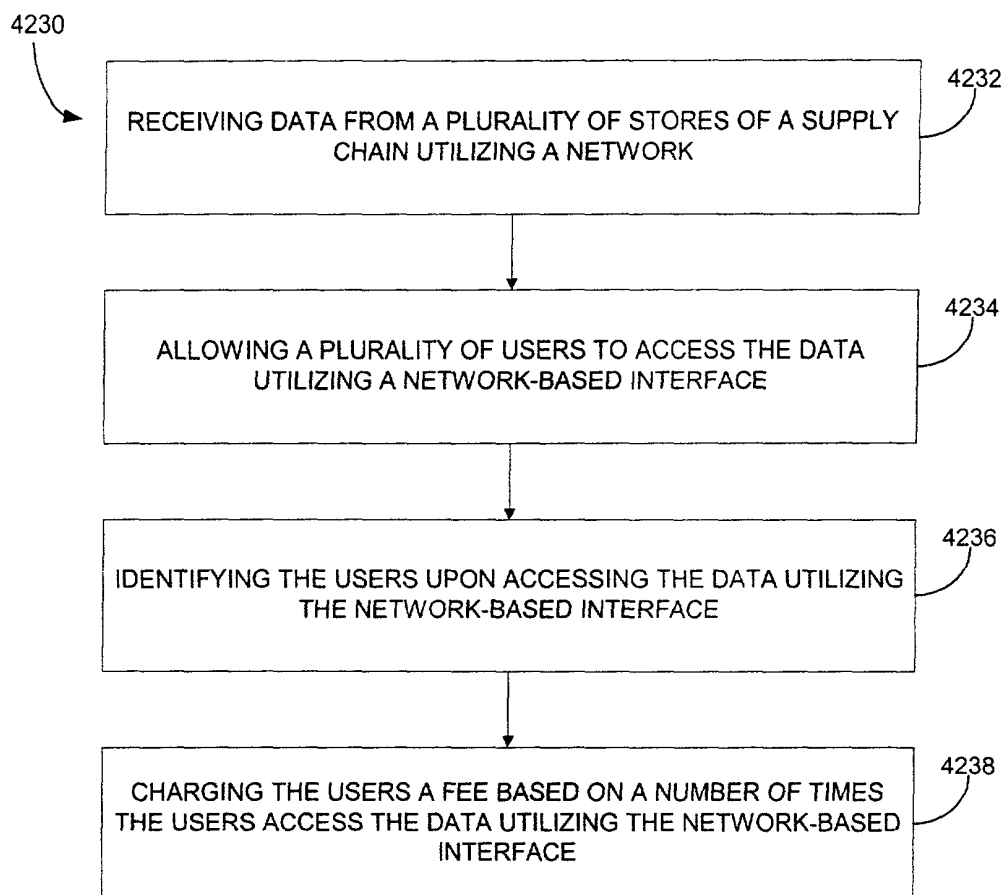 4230
4232
RECEIVING DATA FROM A PLURALITY OF STORES OF A SUPPLY
CHAIN UTILIZING A NETWORK
4234
ALLOWING A PLURALITY OF USERS TO ACCESS THE DATA
UTILIZING A NETWORK-BASED INTERFACE
4236
IDENTIFYING THE USERS UPON ACCESSING THE DATA UTILIZING
THE NETWORK-BASED INTERFACE
4238
CHARGING THE USERS A FEE BASED ON A NUMBER OF TIMES
THE USERS ACCESS THE DATA UTILIZING THE NETWORK-BASED
INTERFACE